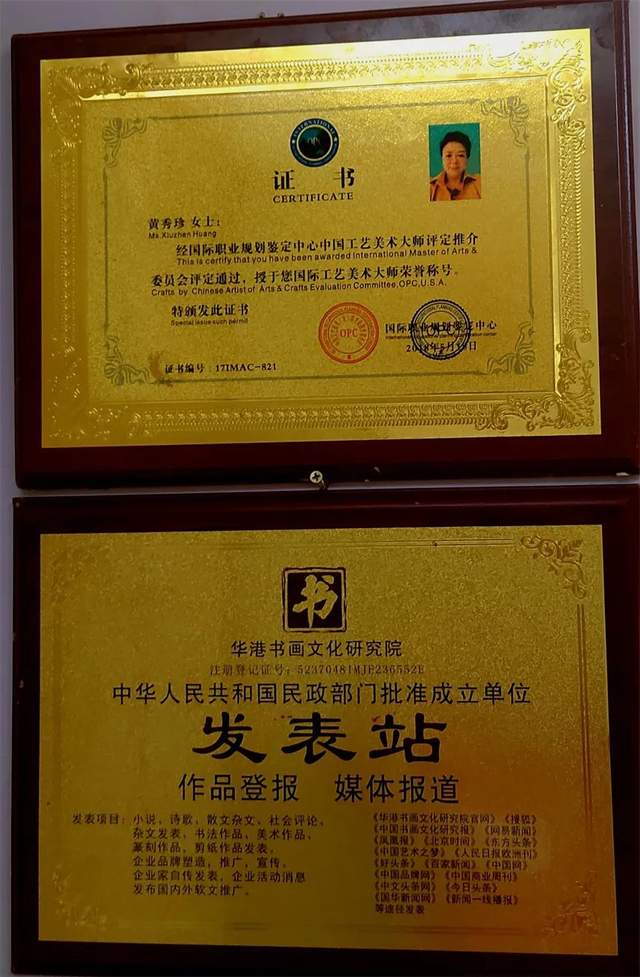 INTERNATIONAL
证 书
CERTIFICATE
黄秀珍 女士：
Ms.Xiuzhen Huang
经国际职业规划鉴定中心中国工艺美术大师评定推介
This is certify that you have been awarded International Master of Arts &
委员会评定通过，授于您国际工艺美术大师荣誉称号。
Crafts by Chinese Artist of Arts & Crafts Evaluation Committee,OPC,U.S.A.
特颁发此证书
Special issue such permit
OPC
国际职业规划鉴定中心
证书编号：17IMAC-821
书
华港书画文化研究院
注册登记证号：52370481MJE236552E
中华人民共和国民政部门批准成立单位
发表站
作品登报 媒体报道
发表项目：小说、诗歌、散文杂文、社会评论。
杂文发表、书法作品、美术作品、
篆刻作品、剪纸作品发表、
企业品牌塑造，推广，宣传。
企业家自传发表、企业活动消息
发布国内外软文推广。
《华港书画文化研究院官网》《搜狐》
《中国书画文化研究报》《网易新闻》
《凤凰报》《北京时间》《东方头条》
《中国艺术之梦》《人民日报欧洲刊》
《好头条》《百家新闻》《中国网》
《中国品牌网》《中国商业周刊》
《中文头条网》《今日头条》
《国华新闻网》《新闻一线播报》
等途径发表